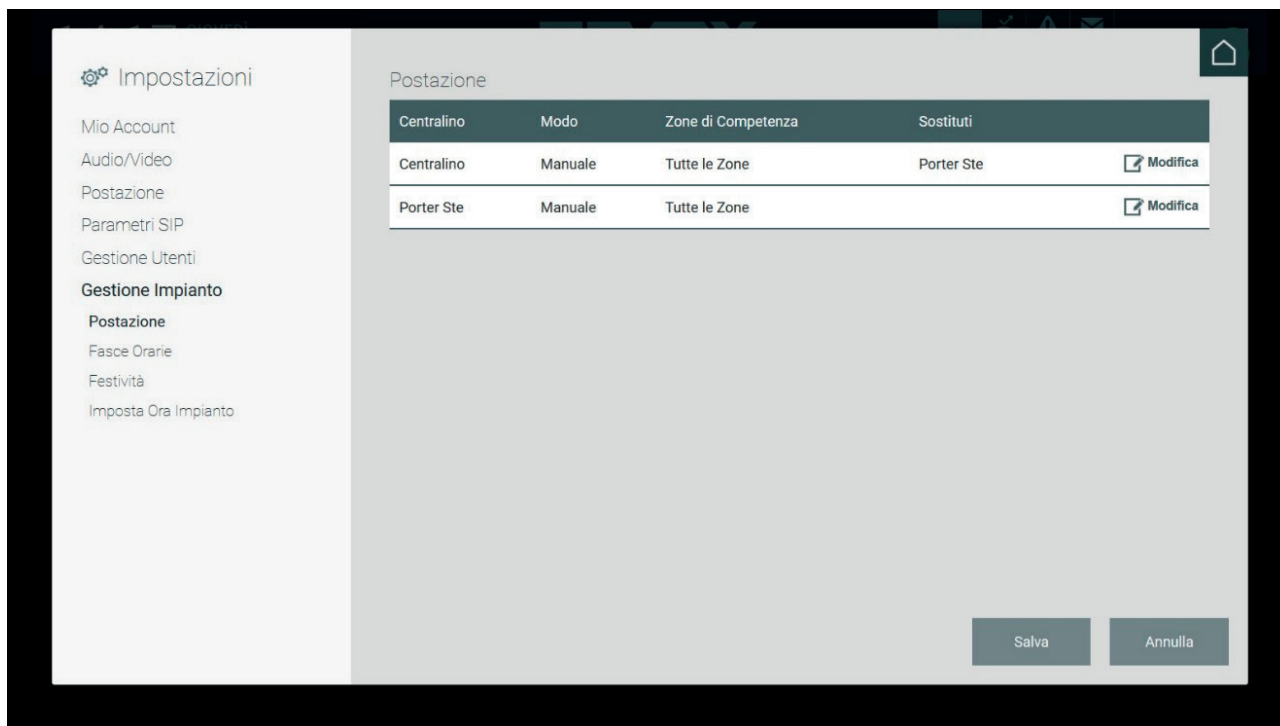 Impostazioni
Mio Account
Audio/Video
Postazione
Parametri SIP
Gestione Utenti
Gestione Impianto
Postazione
Fasce Orarie
Festività
Imposta Ora Impianto
Postazione
Centralino Modo Zone di Competenza Sostituti
Centralino Manuale Tutte le Zone Porter Ste Modifica
Porter Ste Manuale Tutte le Zone Modifica
Salva Annulla